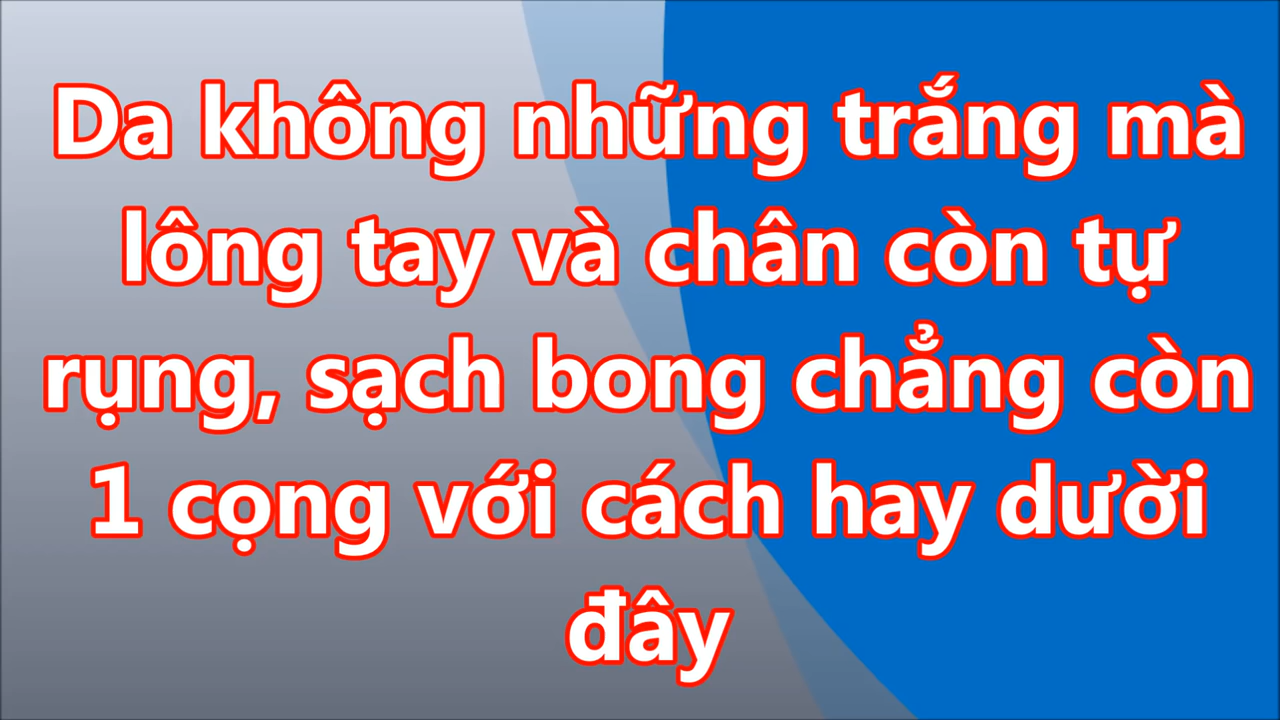 Da không những trắng mà
lông tay và chân còn tự
rụng, sạch bong chẳng còn
1 cọng với cách hay dười
đây